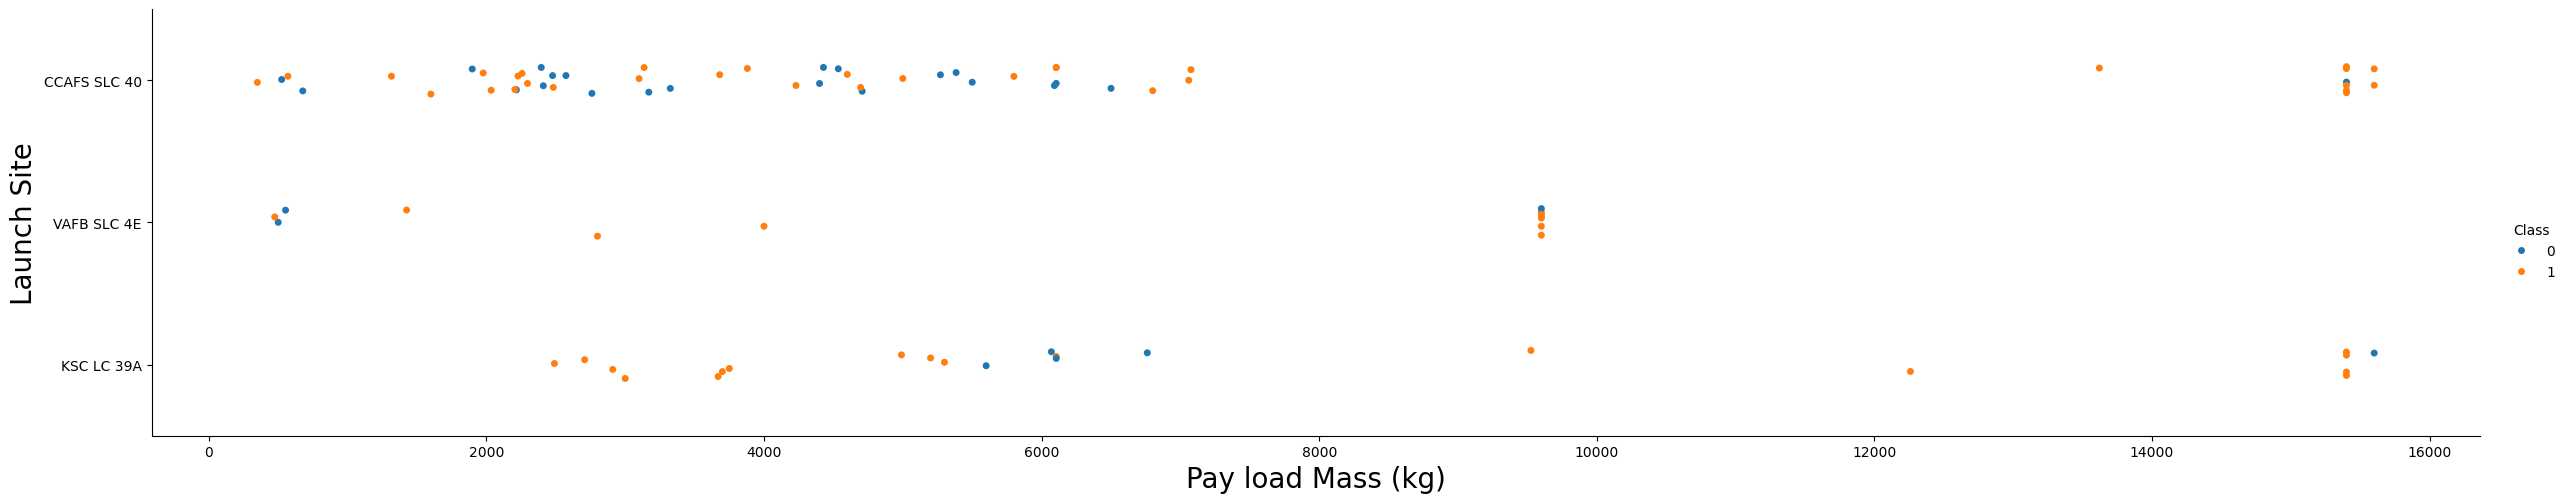 CCAFS SLC 40
VAFB SLC 4E
KSC LC 39A
Launch Site
0 2000 4000 6000 8000 10000 12000 14000 16000
Pay load Mass (kg)
Class
0
1